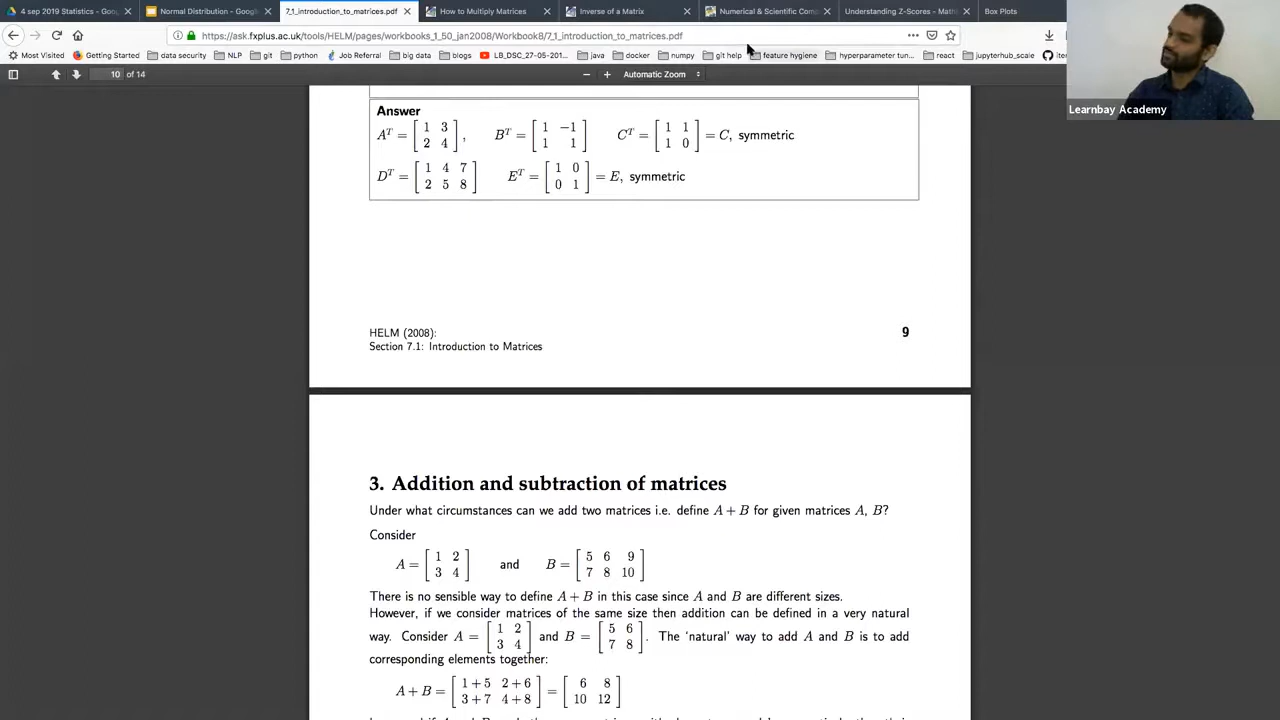 4 sep 2019 Statistics - Goog
Normal Distribution - Google
7_1_introduction_to_matrices.pdf
How to Multiply Matrices
Inverse of a Matrix
Numerical & Scientific Com
Understanding Z-Scores - Math
Box Plots
https://ask.fxplus.ac.uk/tools/HELM/pages/workbooks_1_50_jan2008/Workbook8/7_1_introduction_to_matrices.pdf
Most Visited Getting Started data security NLP git python Job Referral big data blogs LB_DSC_27-05-201... java docker numpy git help feature hygiene hyperparameter tun... react jupyterhub_scale
10 of 14
Automatic Zoom
Learnbay Academy
Answer
A^T = [1 3; 2 4], B^T = [1 −1; 1 1] C^T = [1 1; 1 0] = C, symmetric
D^T = [1 4 7; 2 5 8] E^T = [1 0; 0 1] = E, symmetric
HELM (2008):
9
Section 7.1: Introduction to Matrices
3. Addition and subtraction of matrices
Under what circumstances can we add two matrices i.e. define A + B for given matrices A, B?
Consider
A = [1 2; 3 4] and B = [5 6 9; 7 8 10]
There is no sensible way to define A + B in this case since A and B are different sizes.
However, if we consider matrices of the same size then addition can be defined in a very natural
way. Consider A = [1 2; 3 4] and B = [5 6; 7 8]. The 'natural' way to add A and B is to add
corresponding elements together:
A + B = [1+5 2+6; 3+7 4+8] = [6 8; 10 12]